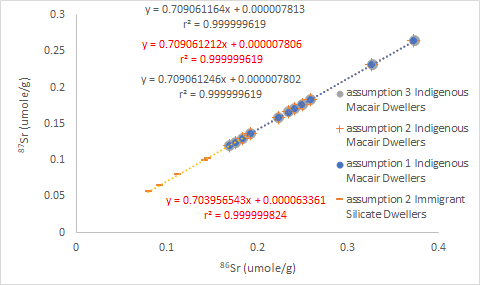 y = 0.709061164x + 0.000007813
r² = 0.999999619
y = 0.709061212x + 0.000007806
r² = 0.999999619
y = 0.709061246x + 0.000007802
r² = 0.999999619
0.3
0.25
0.2
0.15
0.1
0.05
0
⁸⁷Sr (umole/g)
assumption 3 Indigenous
Macair Dwellers
assumption 2 Indigenous
Macair Dwellers
assumption 1 Indigenous
Macair Dwellers
assumption 2 Immigrant
Silicate Dwellers
y = 0.703956543x + 0.000063361
r² = 0.999999824
0
0.1
0.2
0.3
0.4
⁸⁶Sr (umole/g)